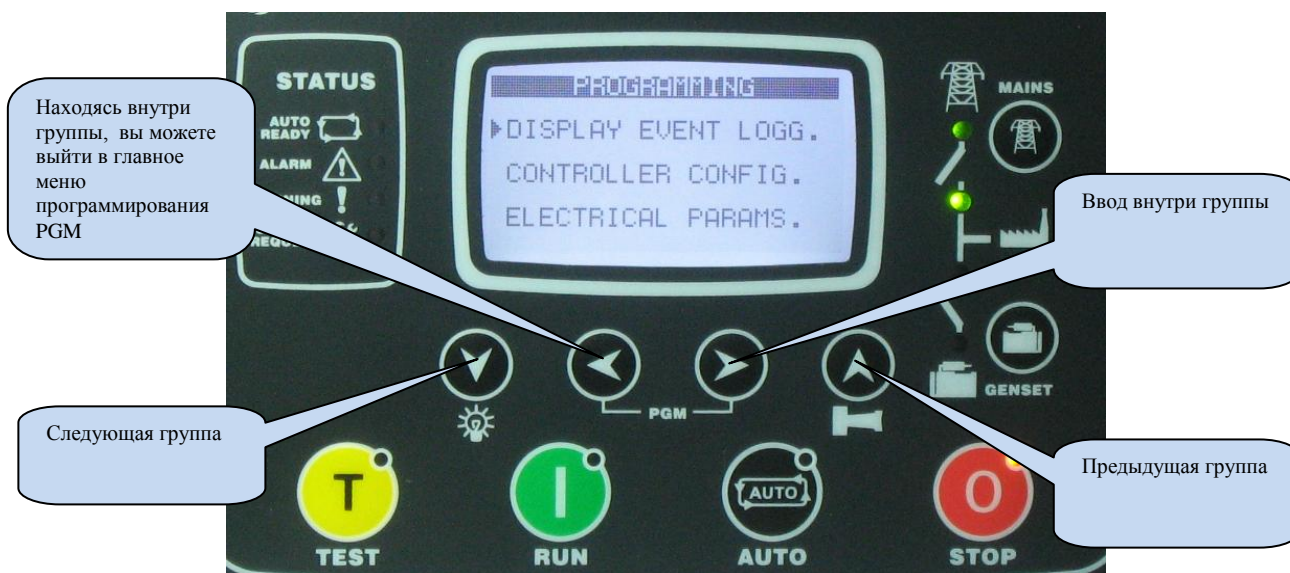 Находясь внутри
группы, вы можете
выйти в главное
меню
программирования
PGM
STATUS
AUTO
READY
ALARM
PROGRAMMING
DISPLAY EVENT LOGG.
CONTROLLER CONFIG.
ELECTRICAL PARAMS.
MAINS
Ввод внутри группы
GENSET
PGM
Следующая группа
Предыдущая группа
T
I
AUTO
O
TEST
RUN
AUTO
STOP